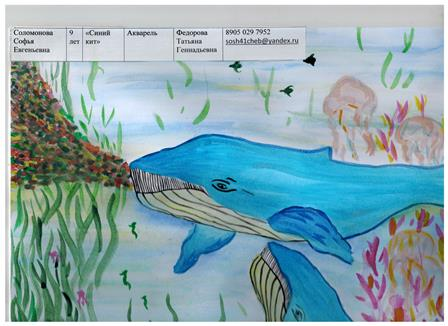 Соломонова Софья Евгеньевна
9 лет
«Синий кит»
Акварель
Федорова Татьяна Геннадьевна
8905 029 7952
sosh41cheb@yandex.ru